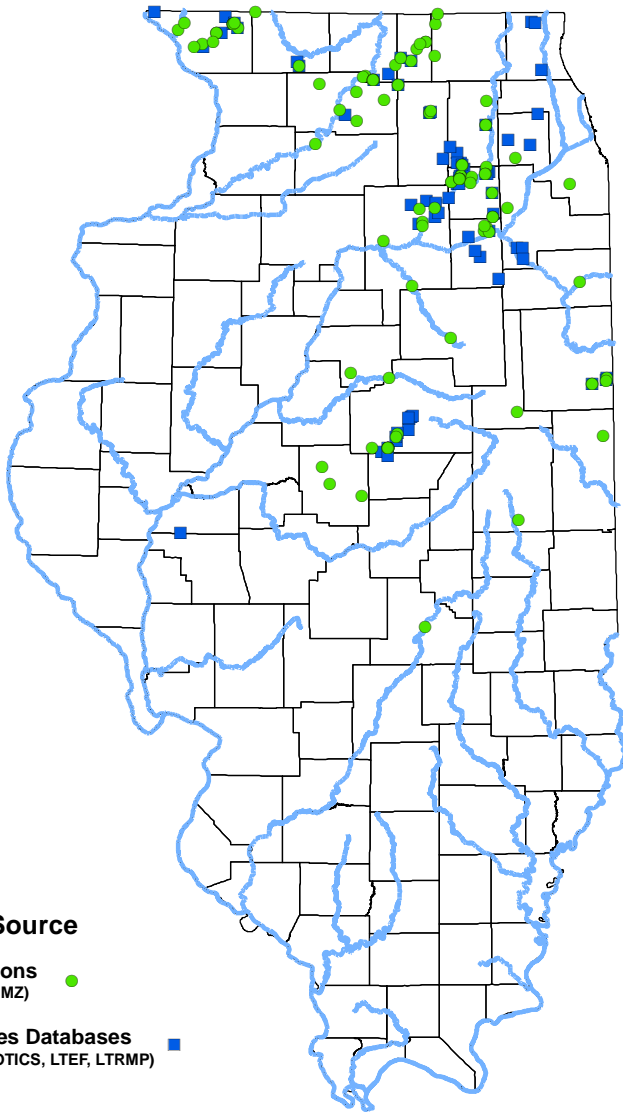 Source
ons
MZ)
es Databases
OTICS, LTEF, LTRMP)